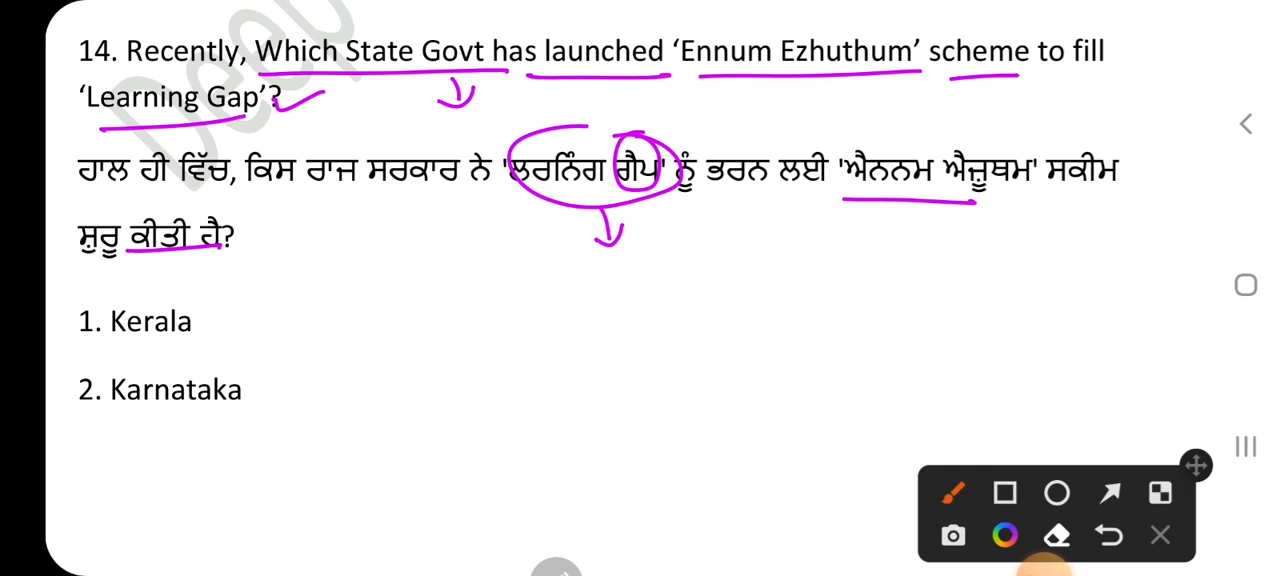 14. Recently, Which State Govt has launched ‘Ennum Ezhuthum’ scheme to fill
‘Learning Gap’?
ਹਾਲ ਹੀ ਵਿੱਚ, ਕਿਸ ਰਾਜ ਸਰਕਾਰ ਨੇ 'ਲਰਨਿੰਗ ਗੈਪ' ਨੂੰ ਭਰਨ ਲਈ 'ਐਨਨਮ ਐਜ਼ੂਥਮ' ਸਕੀਮ
ਸ਼ੁਰੂ ਕੀਤੀ ਹੈ?
1. Kerala
2. Karnataka